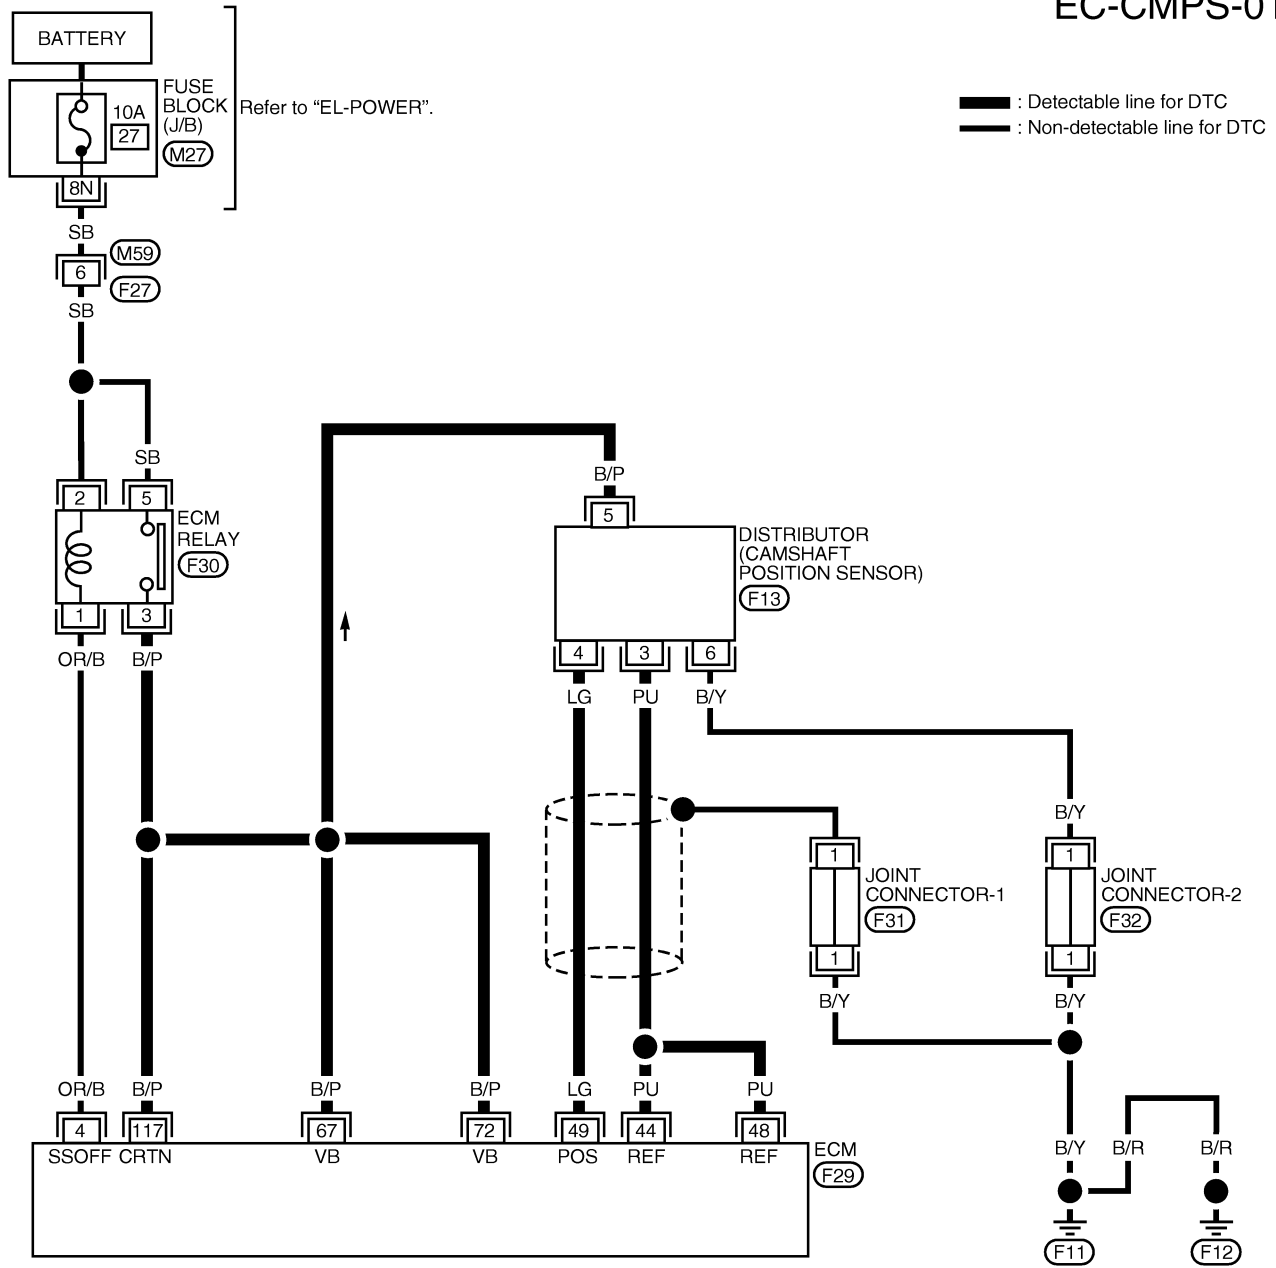 EC-CMPS-01
BATTERY
FUSE
BLOCK
(J/B)
M27
10A
27
8N
Refer to “EL-POWER”.
: Detectable line for DTC
: Non-detectable line for DTC
SB
M59
6
F27
SB
SB
2
5
ECM
RELAY
F30
1
3
OR/B
B/P
B/P
5
DISTRIBUTOR
(CAMSHAFT
POSITION SENSOR)
F13
4
3
6
LG
PU
B/Y
B/Y
1
JOINT
CONNECTOR-1
F31
1
B/Y
1
JOINT
CONNECTOR-2
F32
1
B/Y
OR/B
B/P
B/P
B/P
LG
PU
PU
4
117
67
72
49
44
48
SSOFF
CRTN
VB
VB
POS
REF
REF
ECM
F29
B/Y
B/R
B/R
F11
F12